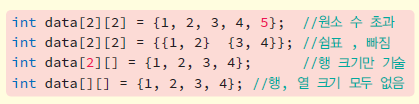 int data[2][2] = {1, 2, 3, 4, 5};  //원소 수 초과
int data[2][2] = {{1, 2}  {3, 4}}; //쉼표 , 빠짐
int data[2][] = {1, 2, 3, 4};      //행 크기만 기술
int data[][] = {1, 2, 3, 4}; //행, 열 크기 모두 없음